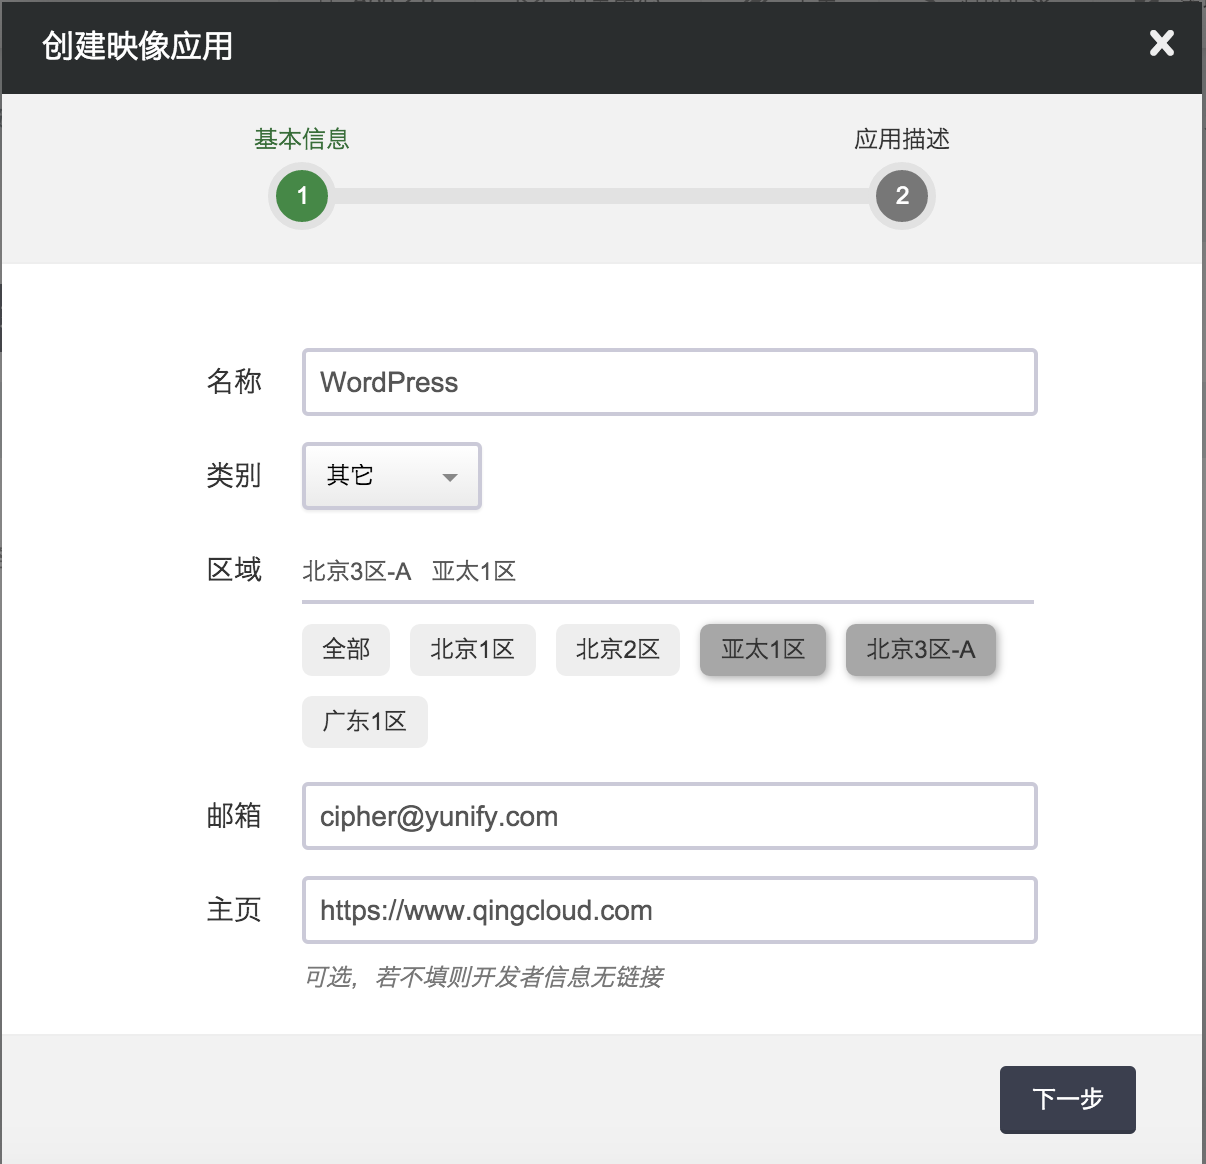 创建映像应用
基本信息 应用描述
1 2
名称 WordPress
类别 其它
区域 北京3区-A 亚太1区
全部 北京1区 北京2区 亚太1区 北京3区-A
广东1区
邮箱 cipher@yunify.com
主页 https://www.qingcloud.com
可选，若不填则开发者信息无链接
下一步